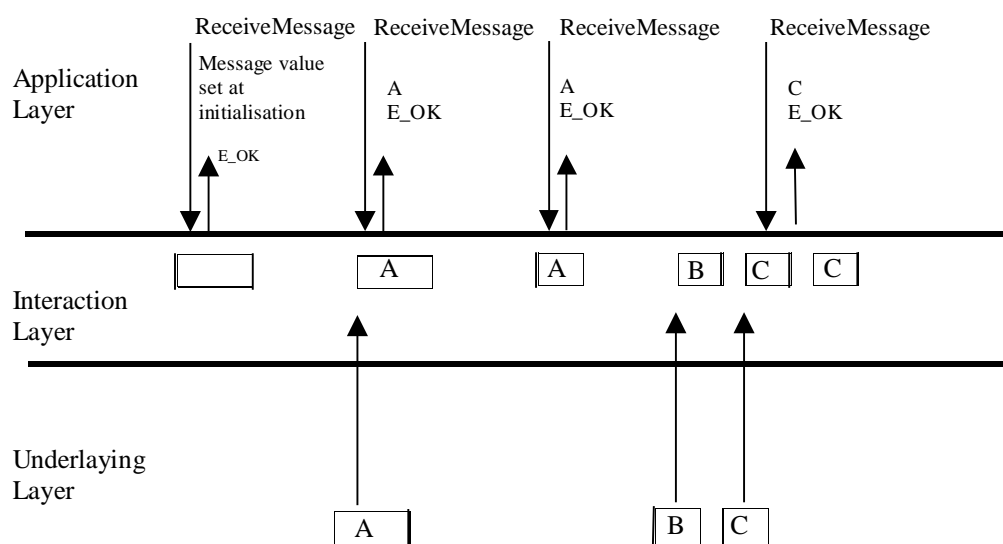 ReceiveMessage ReceiveMessage ReceiveMessage ReceiveMessage
Application
Layer
Message value
set at
initialisation
E_OK
A
E_OK
A
E_OK
C
E_OK
Interaction
Layer
A A B C C
Underlaying
Layer
A B C